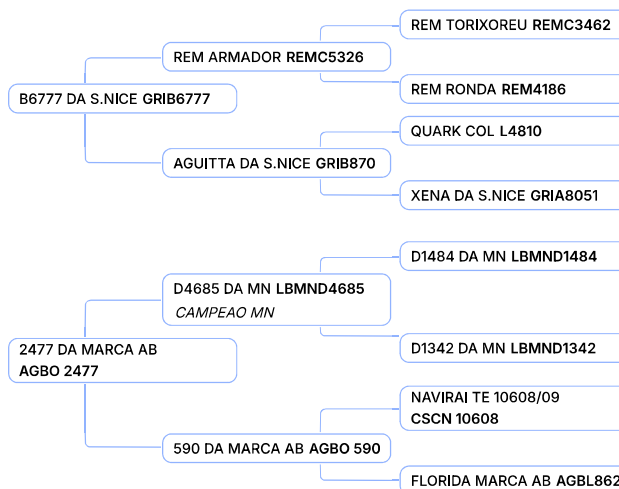 REM TORIXOREU REMC3462
REM ARMADOR REMC5326
REM RONDA REM4186
B6777 DA S.NICE GRIB6777
QUARK COL L4810
AGUITTA DA S.NICE GRIB870
XENA DA S.NICE GRIA8051
D1484 DA MN LBMND1484
D4685 DA MN LBMND4685
CAMPEAO MN
D1342 DA MN LBMND1342
2477 DA MARCA AB
AGBO 2477
NAVIRAI TE 10608/09
CSCN 10608
590 DA MARCA AB AGBO 590
FLORIDA MARCA AB AGBL862